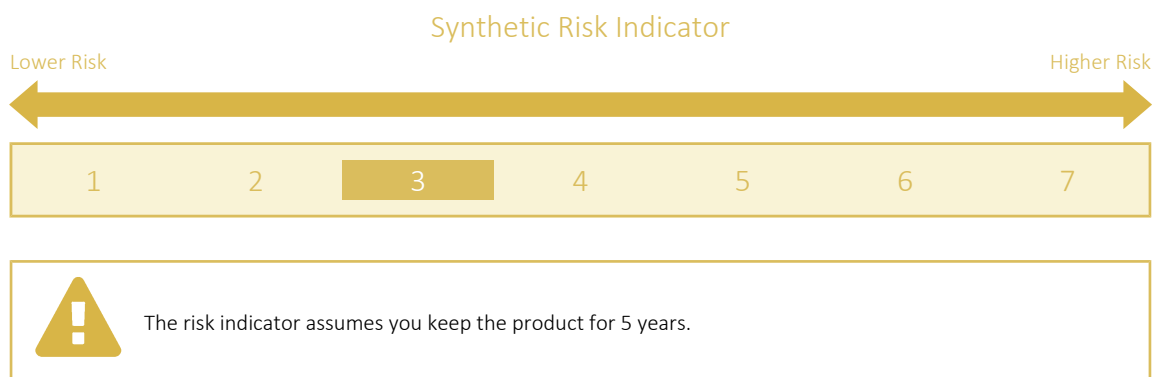 Synthetic Risk Indicator
Lower Risk Higher Risk
1 2 3 4 5 6 7
The risk indicator assumes you keep the product for 5 years.